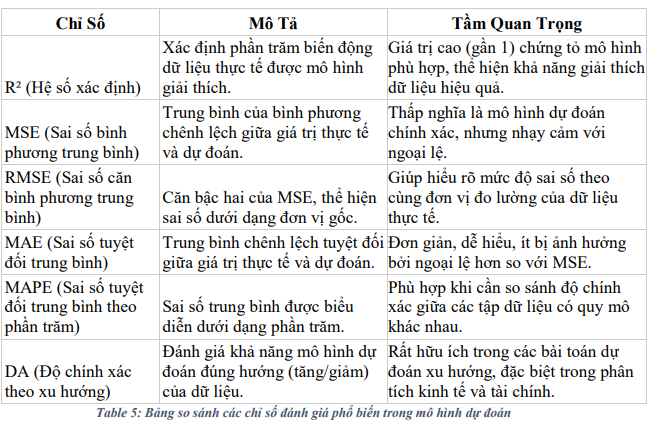 Chỉ Số
Mô Tả
Tầm Quan Trọng
R² (Hệ số xác định)
Xác định phần trăm biến động
dữ liệu thực tế được mô hình
giải thích.
Giá trị cao (gần 1) chứng tỏ mô hình
phù hợp, thể hiện khả năng giải thích
dữ liệu hiệu quả.
MSE (Sai số bình
phương trung bình)
Trung bình của bình phương
chênh lệch giữa giá trị thực tế
và dự đoán.
Thấp nghĩa là mô hình dự đoán
chính xác, nhưng nhạy cảm với
ngoại lệ.
RMSE (Sai số căn
bình phương trung
bình)
Căn bậc hai của MSE, thể hiện
sai số dưới dạng đơn vị gốc.
Giúp hiểu rõ mức độ sai số theo
cùng đơn vị đo lường của dữ liệu
thực tế.
MAE (Sai số tuyệt
đối trung bình)
Trung bình chênh lệch tuyệt đối
giữa giá trị thực tế và dự đoán.
Đơn giản, dễ hiểu, ít bị ảnh hưởng
bởi ngoại lệ hơn so với MSE.
MAPE (Sai số tuyệt
đối trung bình theo
phần trăm)
Sai số trung bình được biểu
diễn dưới dạng phần trăm.
Phù hợp khi cần so sánh độ chính
xác giữa các tập dữ liệu có quy mô
khác nhau.
DA (Độ chính xác
theo xu hướng)
Đánh giá khả năng mô hình dự
đoán đúng hướng (tăng/giảm)
của dữ liệu.
Rất hữu ích trong các bài toán dự
đoán xu hướng, đặc biệt trong phân
tích kinh tế và tài chính.
Table 5: Bảng so sánh các chỉ số đánh giá phổ biến trong mô hình dự đoán